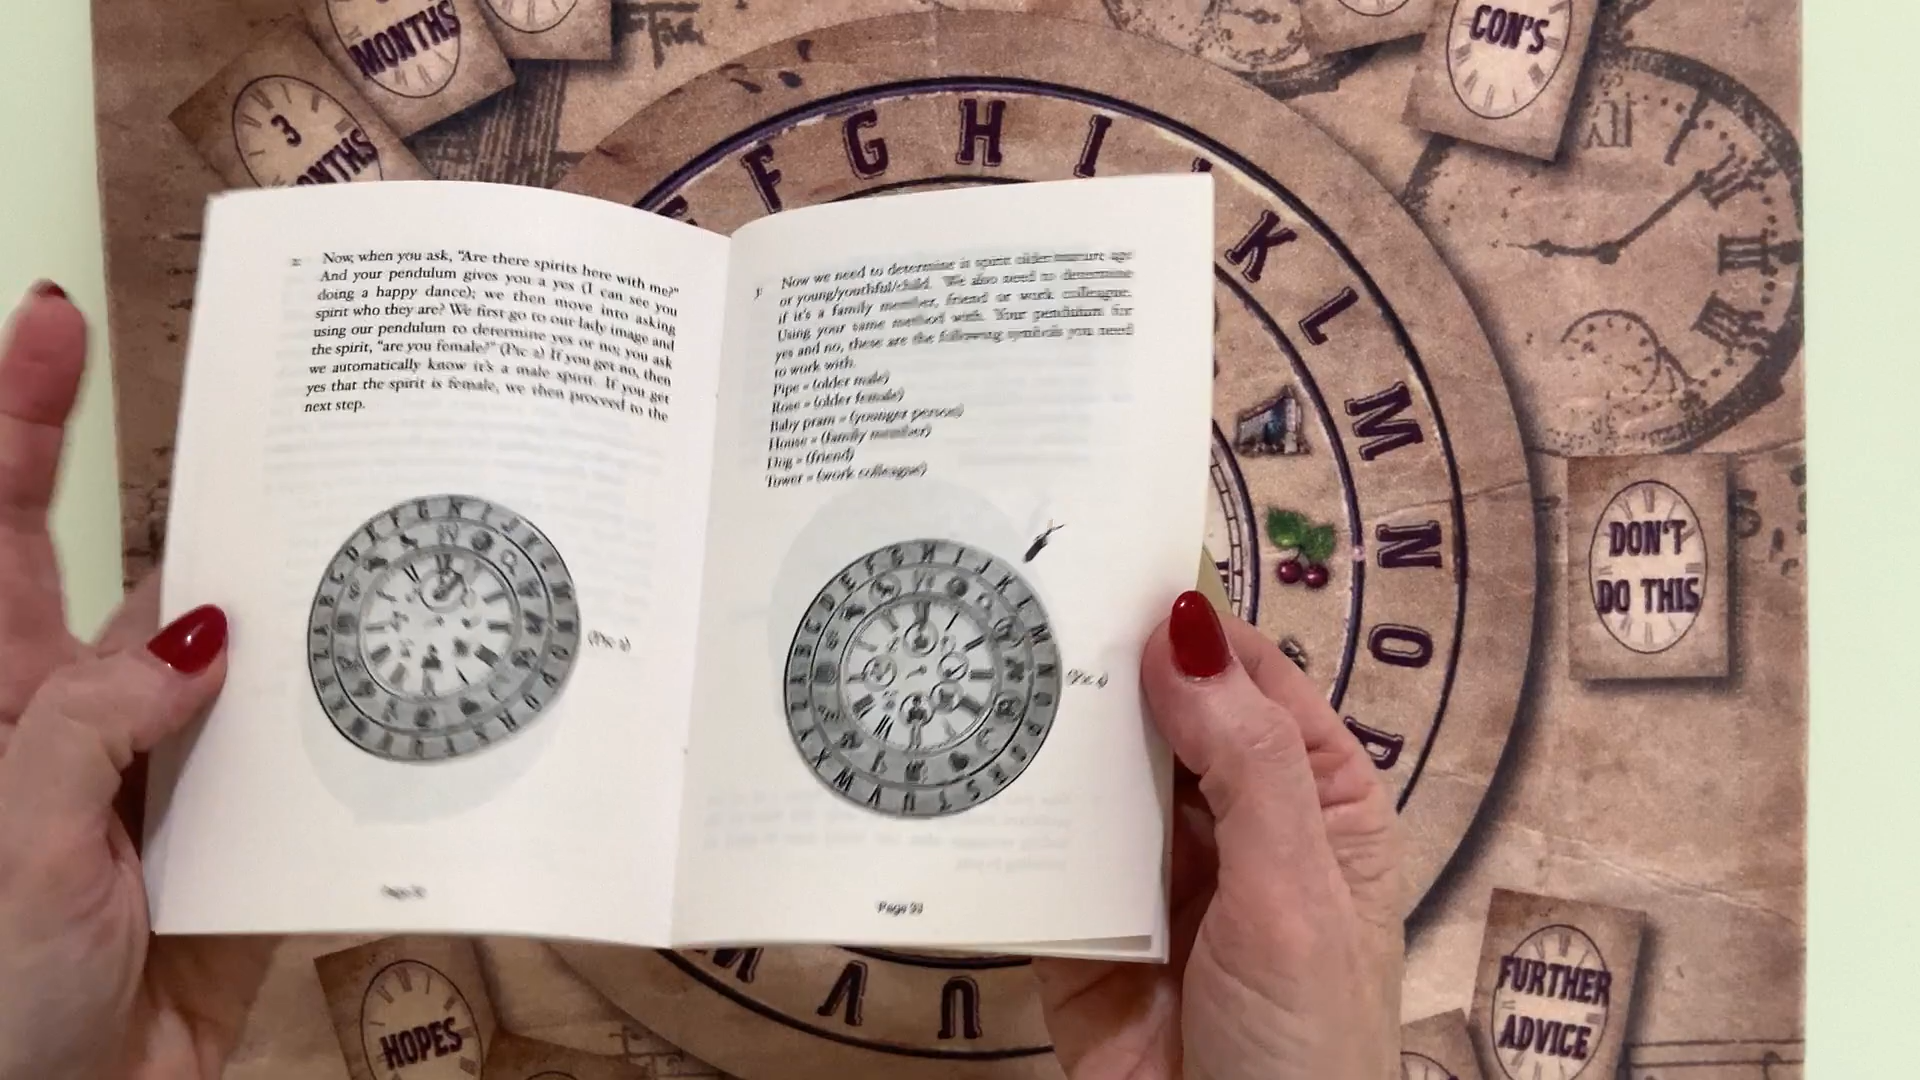 MONTHS
3
ONTHS
CON'S
F G H I
K
L
M
N
O
P
2: Now, when you ask, "Are there spirits here with me?"
And your pendulum gives you a yes (I can see you
doing a happy dance); we then move into asking
spirit who they are? We first go to our lady image and
using our pendulum to determine yes or no; you ask
the spirit, "are you female?" (Pic 2) If you get no, then
we automatically know it's a male spirit. If you get
yes that the spirit is female, we then proceed to the
next step.
(Pic 2)
3: Now we need to determine is spirit older/mature age
or young/youthful/child. We also need to determine
if it's a family member, friend or work colleague.
Using your same method with. Your pendulum for
yes and no, these are the following symbols you need
to work with.
Pipe = (older male)
Rose = (older female)
Baby pram = (younger person)
House = (family member)
Dog = (friend)
Tower = (work colleague)
Page 33
DON'T
DO THIS
W V U
HOPES
FURTHER
ADVICE